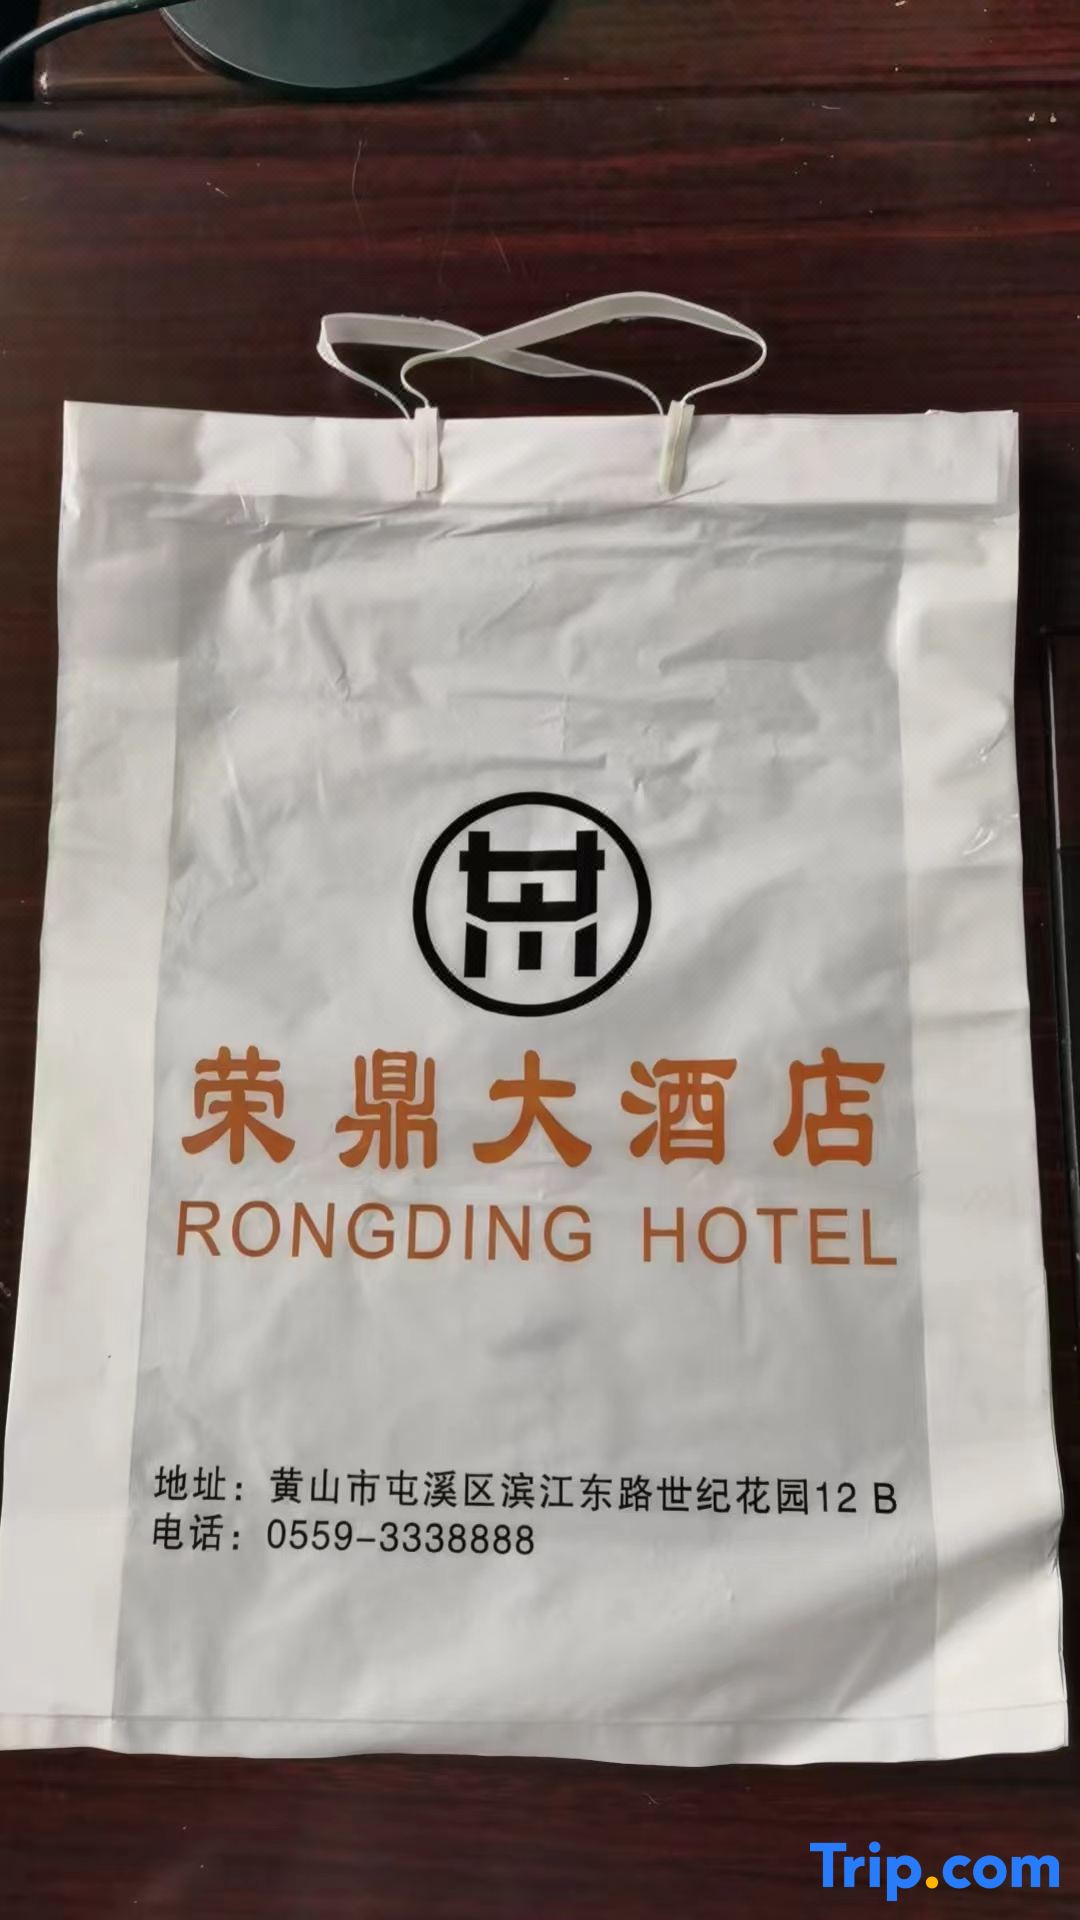 荣鼎大酒店
RONGDING HOTEL
地址：黄山市屯溪区滨江东路世纪花园12 B
电话：0559-3338888
Trip.com